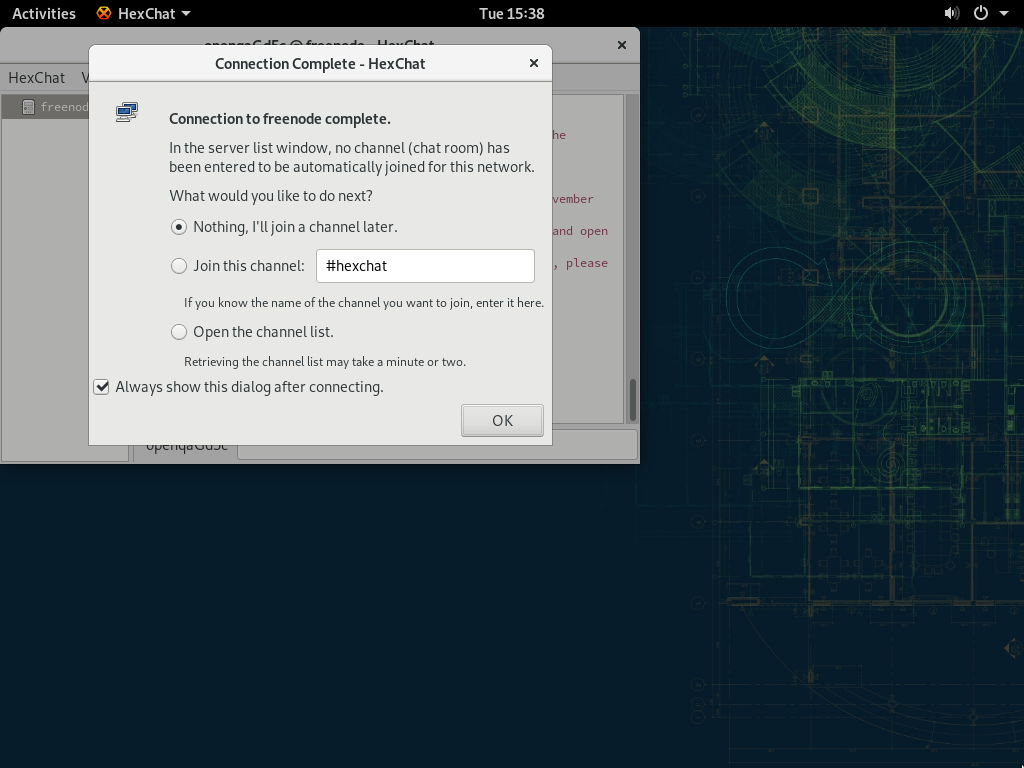 Activities HexChat Tue 15:38
Connection Complete - HexChat
HexChat
freenod
Connection to freenode complete.
he
In the server list window, no channel (chat room) has
been entered to be automatically joined for this network.
What would you like to do next?
vember
Nothing, I'll join a channel later.
and open
Join this channel: #hexchat
, please
If you know the name of the channel you want to join, enter it here.
Open the channel list.
Retrieving the channel list may take a minute or two.
Always show this dialog after connecting.
OK